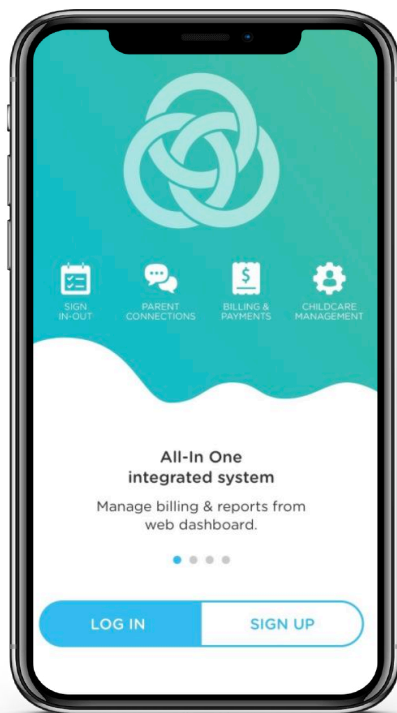 SIGN
IN-OUT
PARENT
CONNECTIONS
BILLING &
PAYMENTS
CHILDCARE
MANAGEMENT
All-In One
integrated system
Manage billing & reports from
web dashboard.
LOG IN
SIGN UP